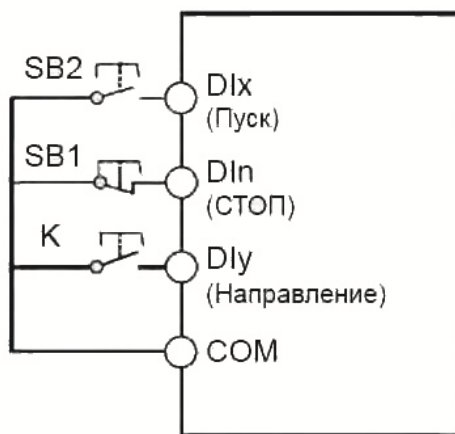 SB2
DIx
(Пуск)
SB1
DIn
(СТОП)
K
DIy
(Направление)
COM